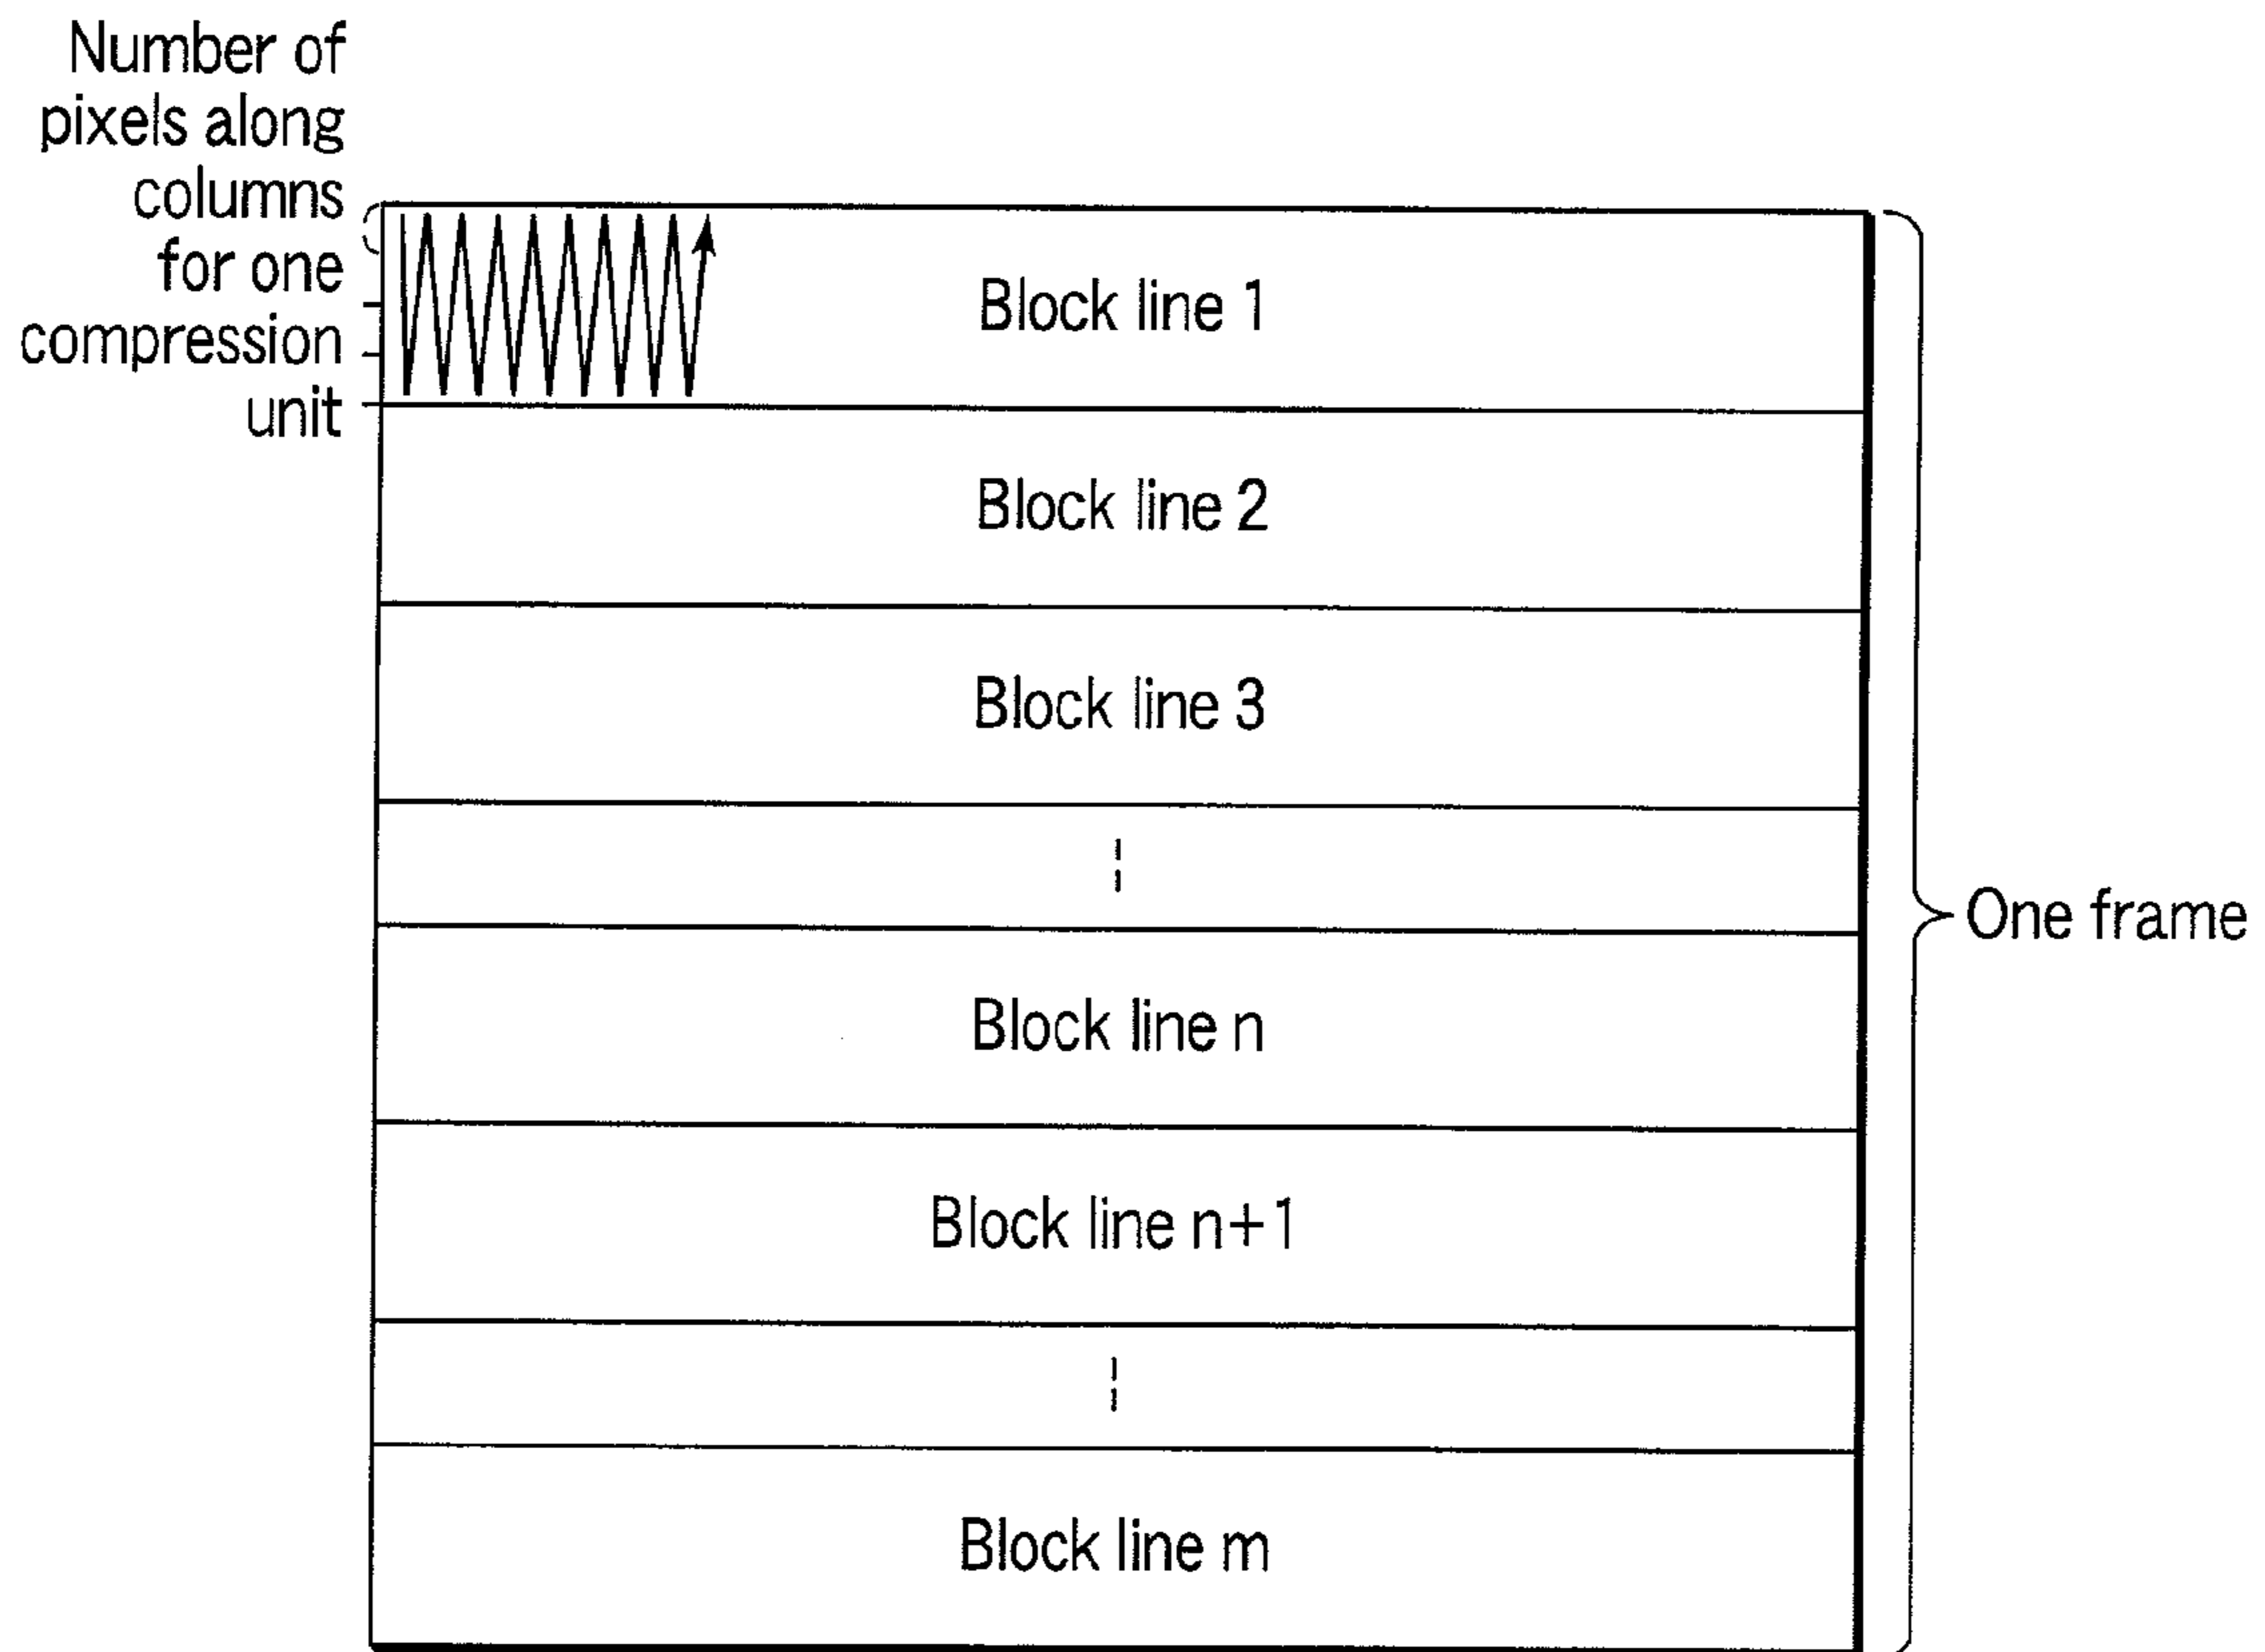 Number of
pixels along
columns
for one
compression
unit
Block line 1
Block line 2
Block line 3
Block line n
Block line n+1
Block line m
One frame